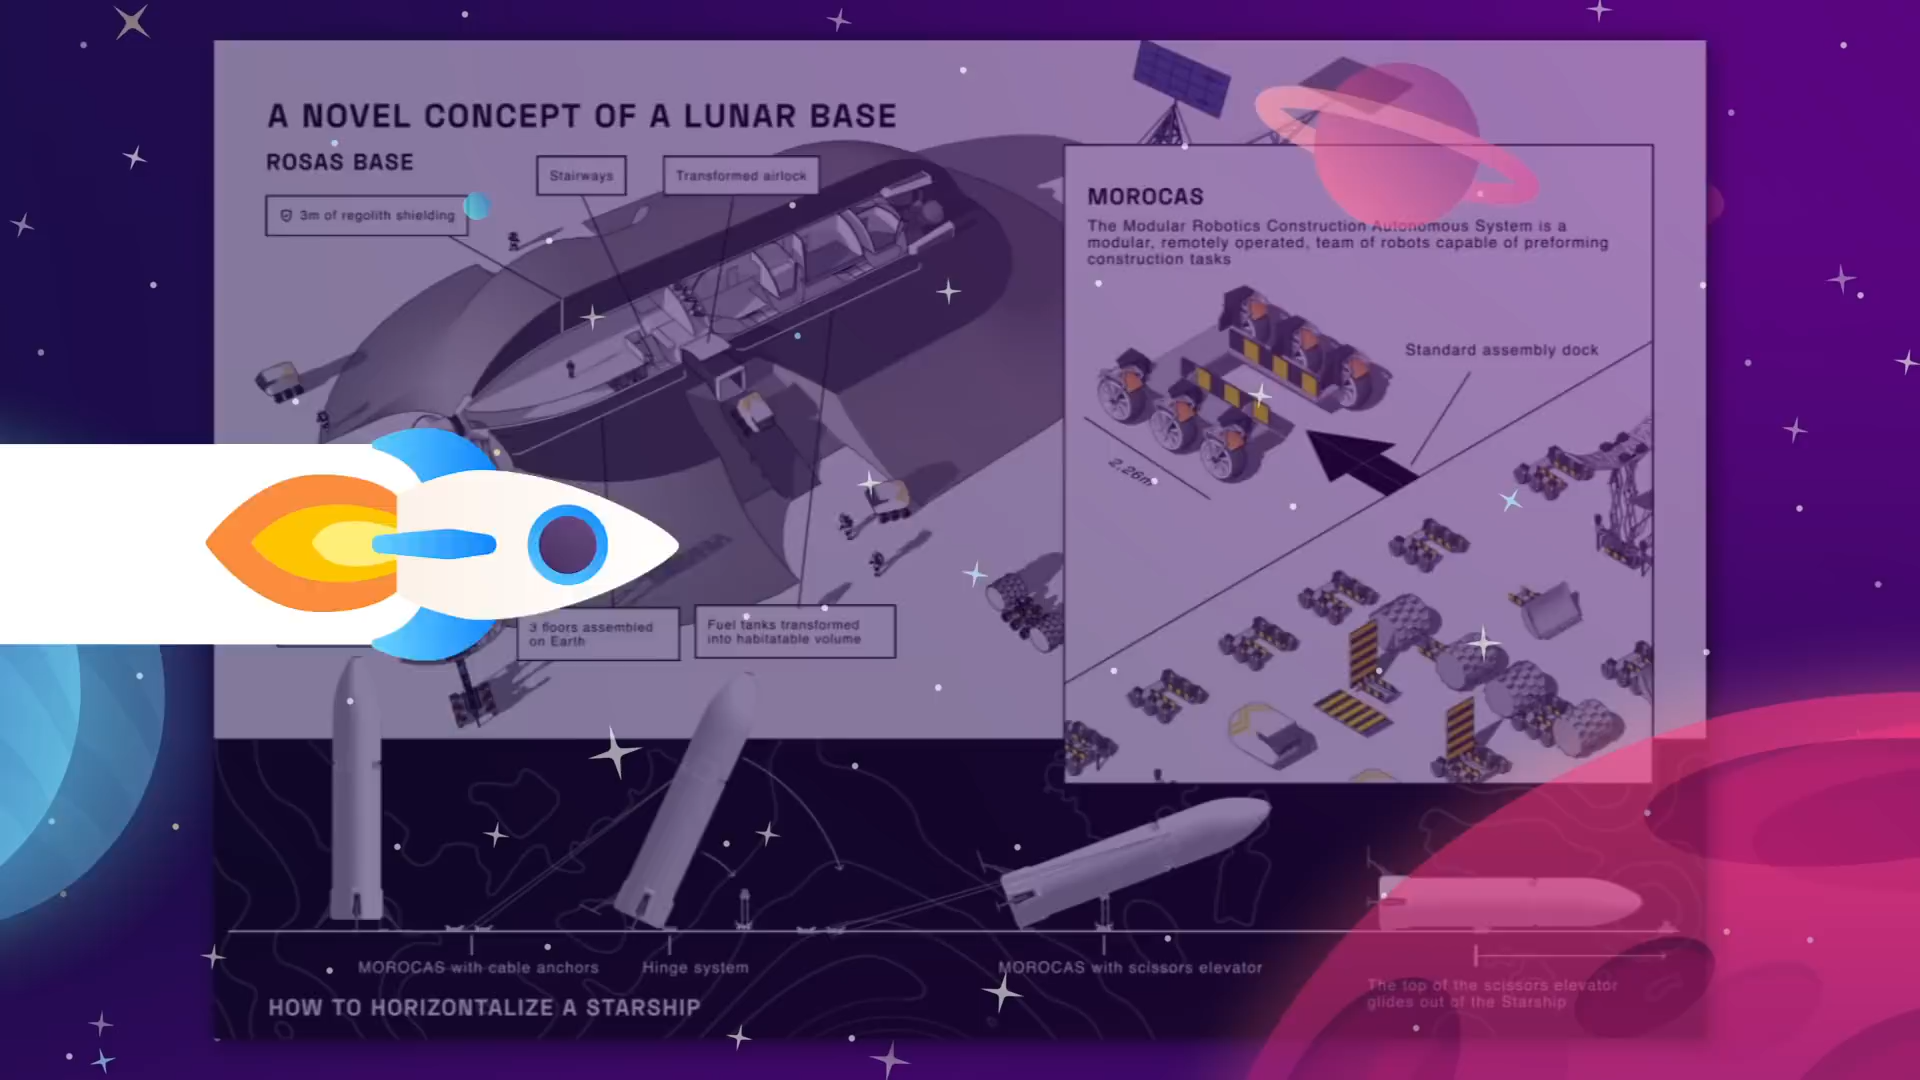 A NOVEL CONCEPT OF A LUNAR BASE
ROSAS BASE
Stairways
Transformed airlock
3m of regolith shielding
3 floors assembled
on Earth
Fuel tanks transformed
into habitatable volume
MOROCAS
The Modular Robotics Construction Autonomous System is a
modular, remotely operated, team of robots capable of preforming
construction tasks
Standard assembly dock
2,26m
MOROCAS with cable anchors
Hinge system
MOROCAS with scissors elevator
The top of the scissors elevator
glides out of the Starship
HOW TO HORIZONTALIZE A STARSHIP